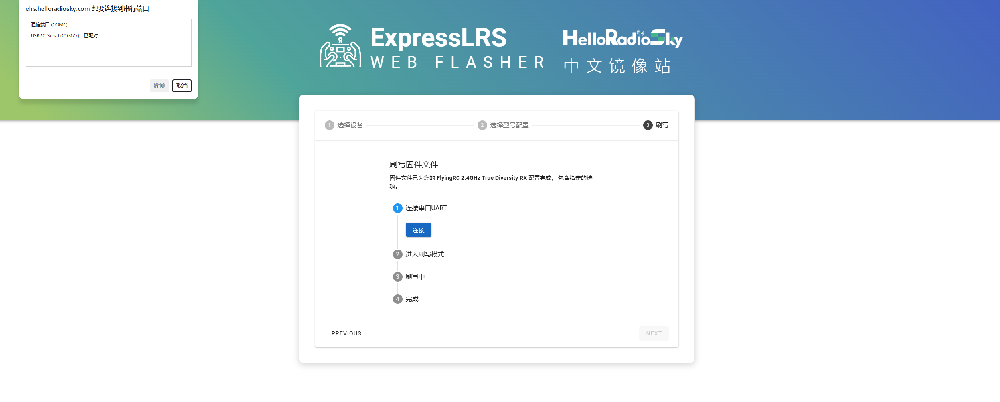 elrs.helloradiosky.com 想要连接到串行端口
通信端口 (COM1)
USB2.0-Serial (COM77) - 已配对
连接
取消
ExpressLRS
WEB FLASHER
HelloRadioSky
中文镜像站
1 选择设备
2 选择型号配置
3 刷写
刷写固件文件
固件文件已为您的 FlyingRC 2.4GHz True Diversity RX 配置完成， 包含指定的选
项。
1 连接串口UART
连接
2 进入刷写模式
3 刷写中
4 完成
PREVIOUS
NEXT